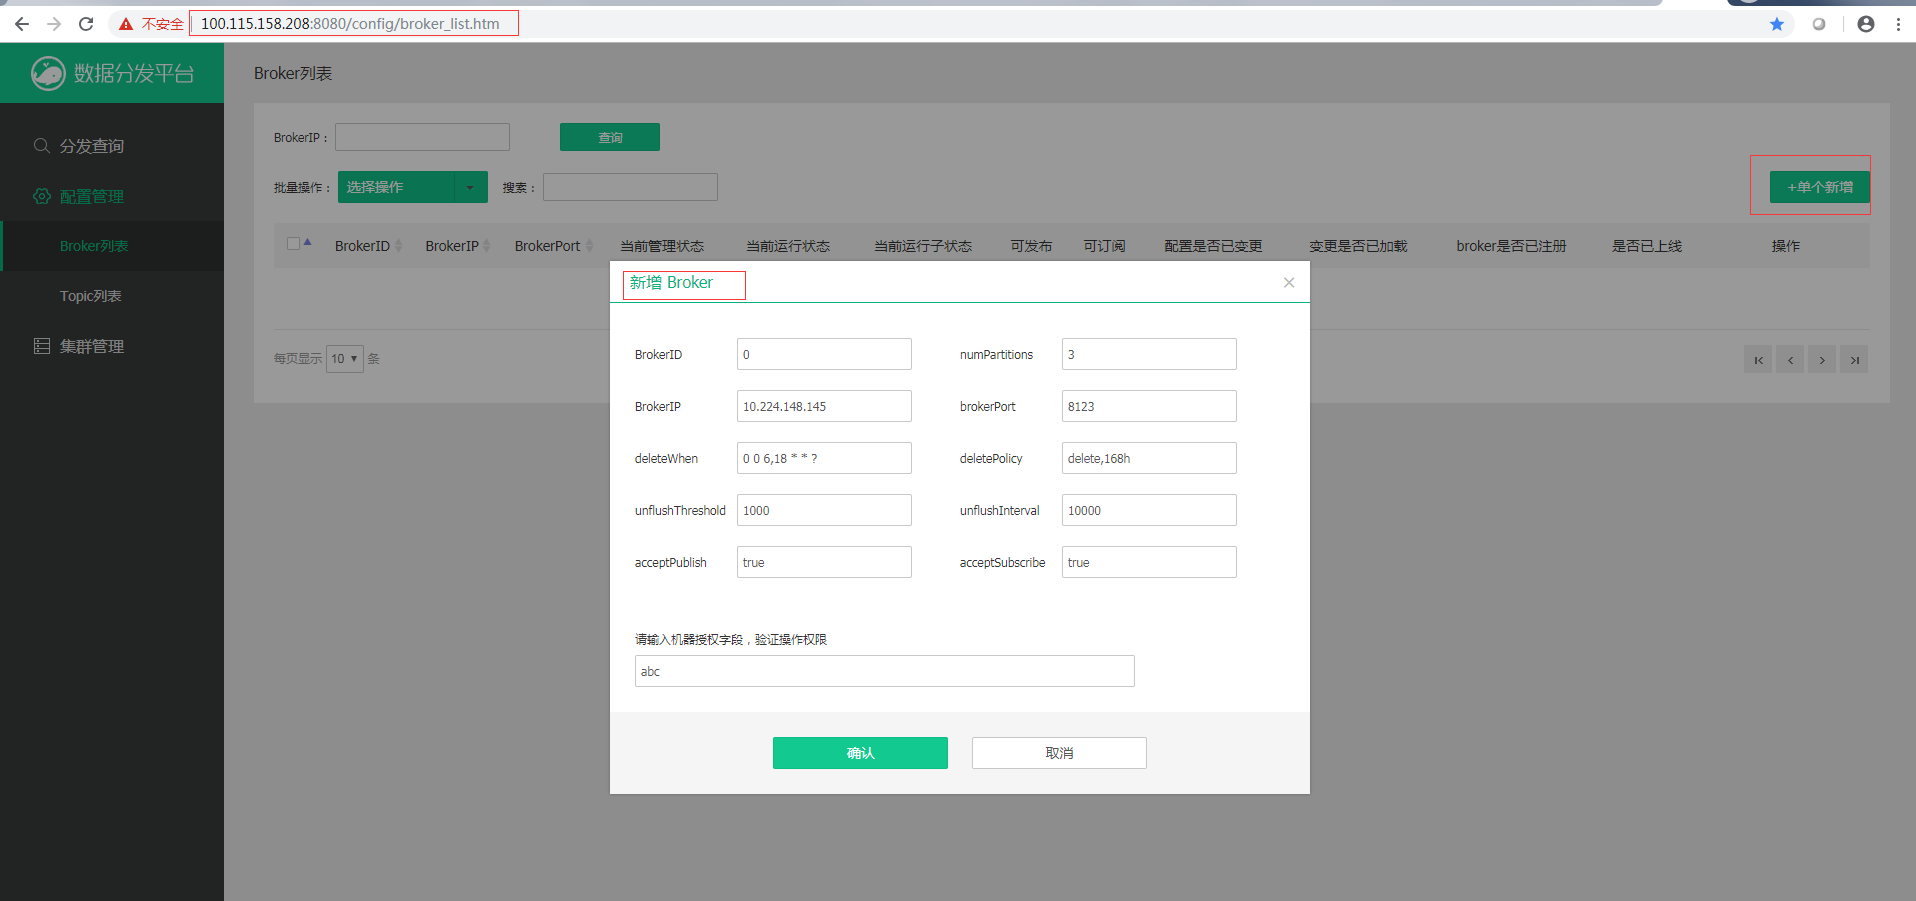 不安全 100.115.158.208:8080/config/broker_list.htm
数据分发平台
分发查询
配置管理
Broker列表
Topic列表
集群管理
Broker列表
BrokerIP：
查询
批量操作： 选择操作 搜索：
+单个新增
BrokerID BrokerIP BrokerPort 当前管理状态 当前运行状态 当前运行子状态 可发布 可订阅 配置是否已变更 变更是否已加载 broker是否已注册 是否已上线 操作
每页显示 10 条
新增 Broker
BrokerID 0 numPartitions 3
BrokerIP 10.224.148.145 brokerPort 8123
deleteWhen 0 0 6,18 * * ? deletePolicy delete,168h
unflushThreshold 1000 unflushInterval 10000
acceptPublish true acceptSubscribe true
请输入机器授权字段，验证操作权限
abc
确认 取消